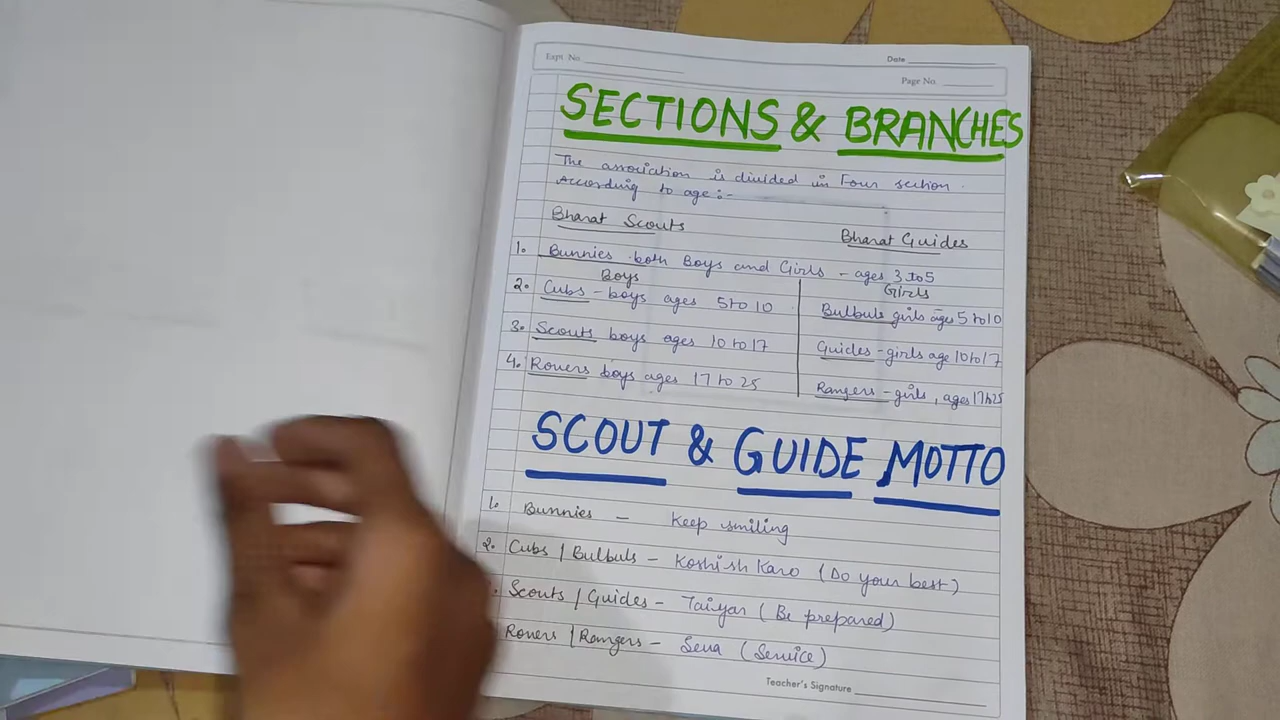 Expt. No.
Date
Page No.
SECTIONS & BRANCHES
The association is divided in Four section
According to age :-
Bharat Scouts
Bharat Guides
1. Bunnies both Boys and Girls - ages 3 to 5
Boys
Girls
2. Cubs - boys ages 5 to 10
Bulbuls girls ages 5 to 10
3. Scouts boys ages 10 to 17
Guides - girls age 10 to 17
4. Rovers boys ages 17 to 25
Rangers - girls, ages 17 to 25
SCOUT & GUIDE MOTTO
1. Bunnies - Keep smiling
2. Cubs / Bulbuls - Koshish Karo (Do your best)
Scouts / Guides - Taiyar (Be prepared)
Rovers / Rangers - Seva (Service)
Teacher's Signature